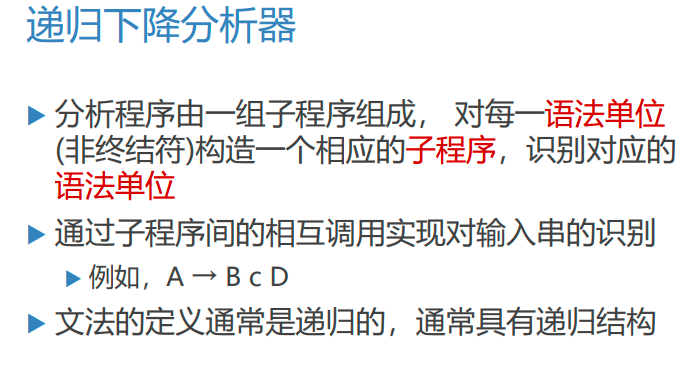 递归下降分析器
分析程序由一组子程序组成， 对每一语法单位
(非终结符)构造一个相应的子程序，识别对应的
语法单位
通过子程序间的相互调用实现对输入串的识别
例如，A → B c D
文法的定义通常是递归的，通常具有递归结构